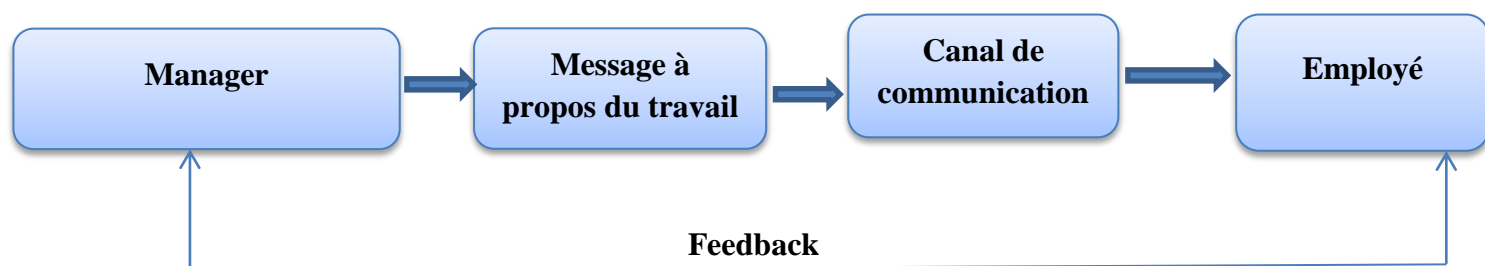 Manager
Message à
propos du travail
Canal de
communication
Employé
Feedback